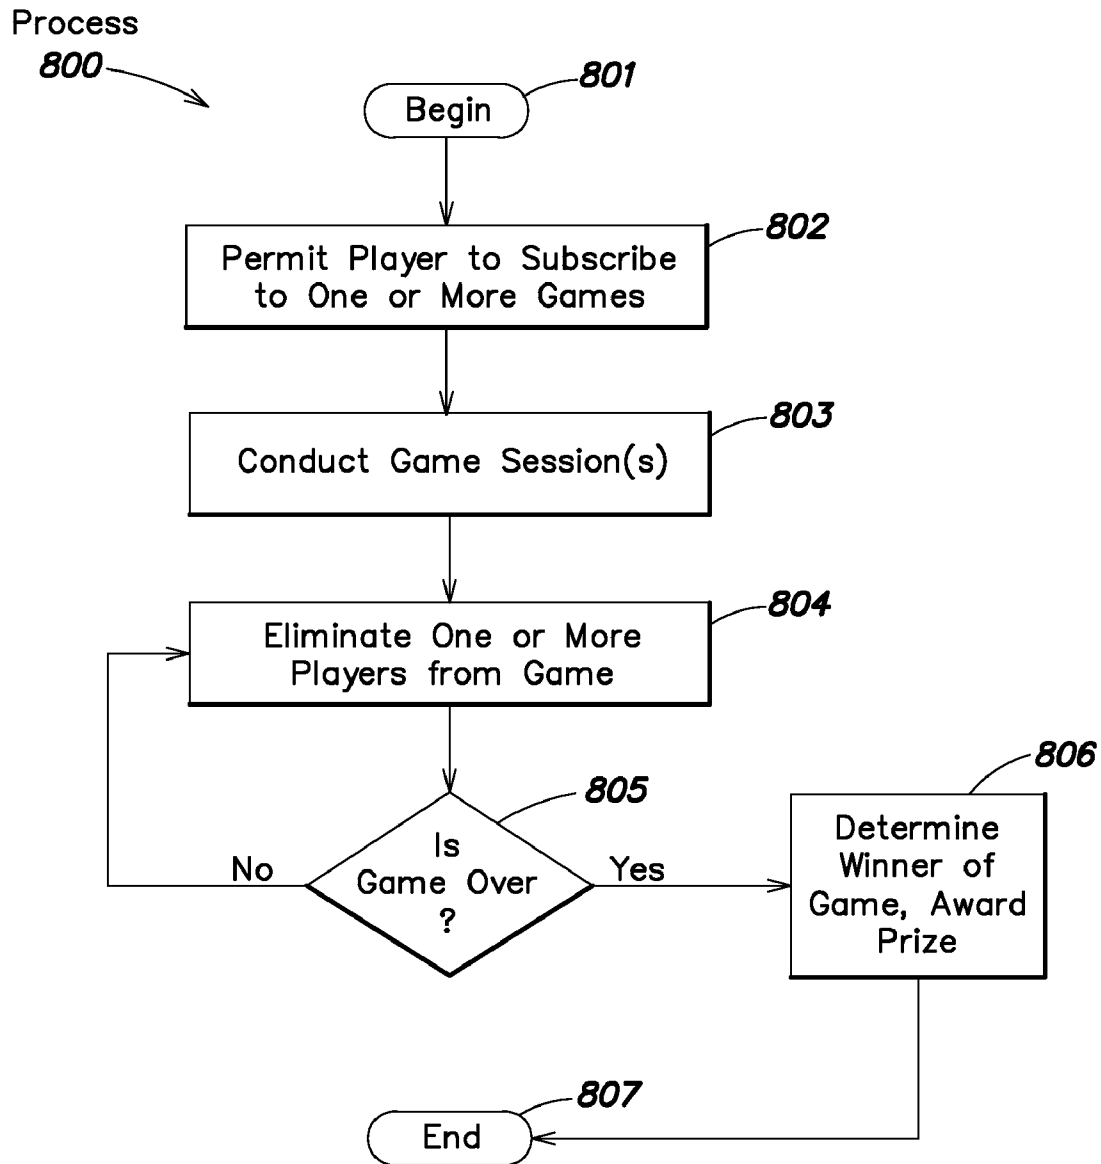 Process
800
801
Begin
802
Permit Player to Subscribe
to One or More Games
803
Conduct Game Session(s)
804
Eliminate One or More
Players from Game
805
Is
Game Over
?
No
Yes
806
Determine
Winner of
Game, Award
Prize
807
End